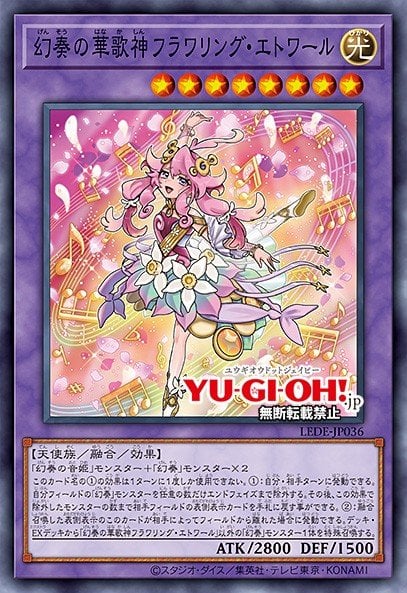 幻奏の華歌神フラワリング・エトワール
光
ユウギオウドットジェイピー
YU-GI-OH!.jp
無断転載禁止
LEDE-JP036
[天使族/融合/効果]
「幻奏の音姫」モンスター+「幻奏」モンスター×2
このカード名の①の効果は1ターンに1度しか使用できない。①:自分・相手ターンに発動できる。
自分フィールドの「幻奏」モンスターを任意の数だけエンドフェイズまで除外する。その後、この効果で
除外したモンスターの数まで相手フィールドの表側表示のカードを手札に戻す事ができる。②:融合
召喚した表側表示のこのカードが相手によってフィールドから離れた場合に発動できる。デッキ・
EXデッキから「幻奏の華歌神フラワリング・エトワール」以外の「幻奏」モンスター1体を特殊召喚する。
ATK/2800 DEF/1500
©スタジオ・ダイス/集英社・テレビ東京・KONAMI